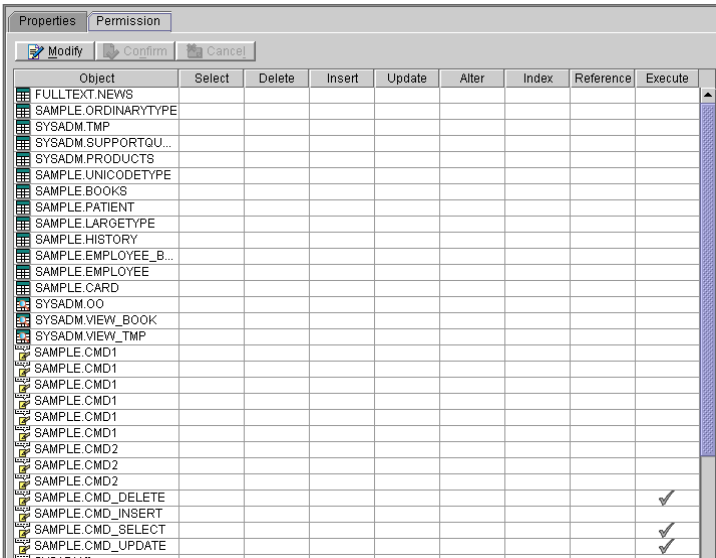 Properties Permission
Modify Confirm Cancel
Object Select Delete Insert Update Alter Index Reference Execute
FULLTEXT.NEWS
SAMPLE.ORDINARYTYPE
SYSADM.TMP
SYSADM.SUPPORTQU...
SYSADM.PRODUCTS
SAMPLE.UNICODETYPE
SAMPLE.BOOKS
SAMPLE.PATIENT
SAMPLE.LARGETYPE
SAMPLE.HISTORY
SAMPLE.EMPLOYEE_B...
SAMPLE.EMPLOYEE
SAMPLE.CARD
SYSADM.OO
SYSADM.VIEW_BOOK
SYSADM.VIEW_TMP
SAMPLE.CMD1
SAMPLE.CMD1
SAMPLE.CMD1
SAMPLE.CMD1
SAMPLE.CMD1
SAMPLE.CMD1
SAMPLE.CMD2
SAMPLE.CMD2
SAMPLE.CMD2
SAMPLE.CMD_DELETE
SAMPLE.CMD_INSERT
SAMPLE.CMD_SELECT
SAMPLE.CMD_UPDATE